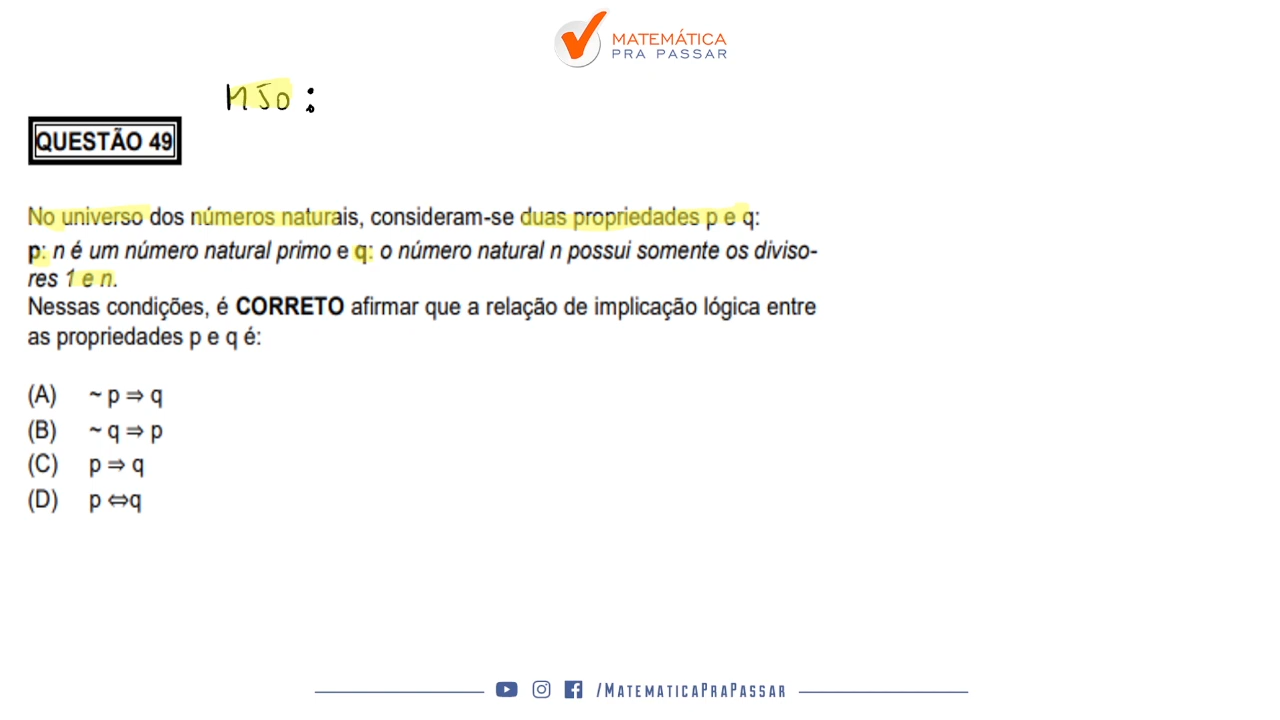 MATEMÁTICA
PRA PASSAR
MJD:
QUESTÃO 49
No universo dos números naturais, consideram-se duas propriedades p e q:
p: n é um número natural primo e q: o número natural n possui somente os diviso-
res 1 e n.
Nessas condições, é CORRETO afirmar que a relação de implicação lógica entre
as propriedades p e q é:
(A) ~ p ⇒ q
(B) ~ q ⇒ p
(C) p ⇒ q
(D) p ⇔q
/MATEMATICAPRAPASSAR